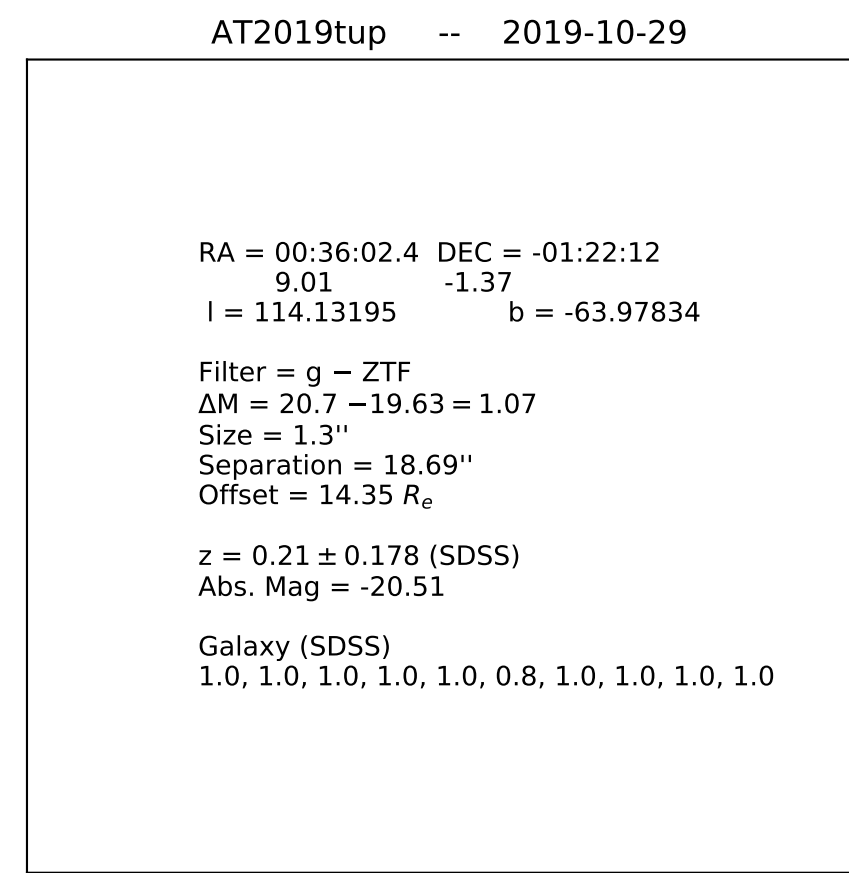 AT2019tup -- 2019-10-29
RA = 00:36:02.4 DEC = -01:22:12
9.01 -1.37
l = 114.13195 b = -63.97834
Filter = g − ZTF
ΔM = 20.7 −19.63 = 1.07
Size = 1.3''
Separation = 18.69''
Offset = 14.35 Rₑ
z = 0.21 ± 0.178 (SDSS)
Abs. Mag = -20.51
Galaxy (SDSS)
1.0, 1.0, 1.0, 1.0, 1.0, 0.8, 1.0, 1.0, 1.0, 1.0